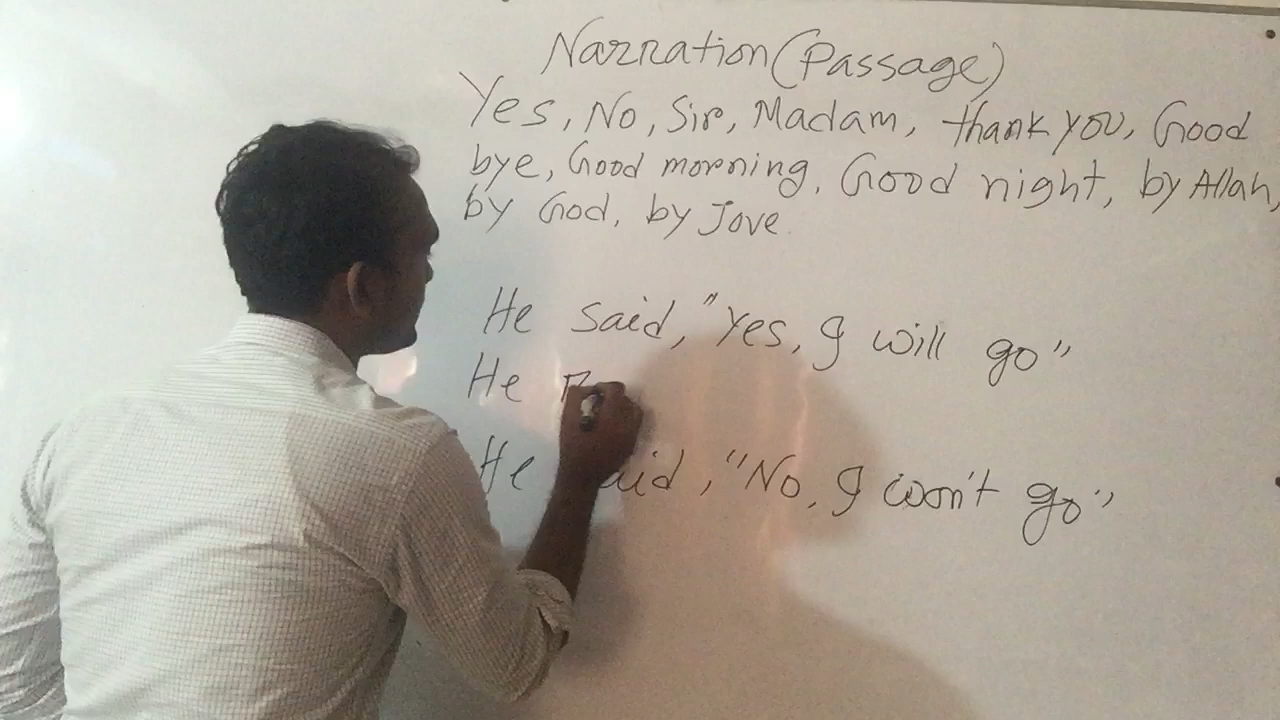 Narration (Passage)
Yes, No, Sir, Madam, thank you, Good
bye, Good morning, Good night, by Allah,
by God, by Jove
He said, "Yes, I will go"
He
He said, "No, I won't go"